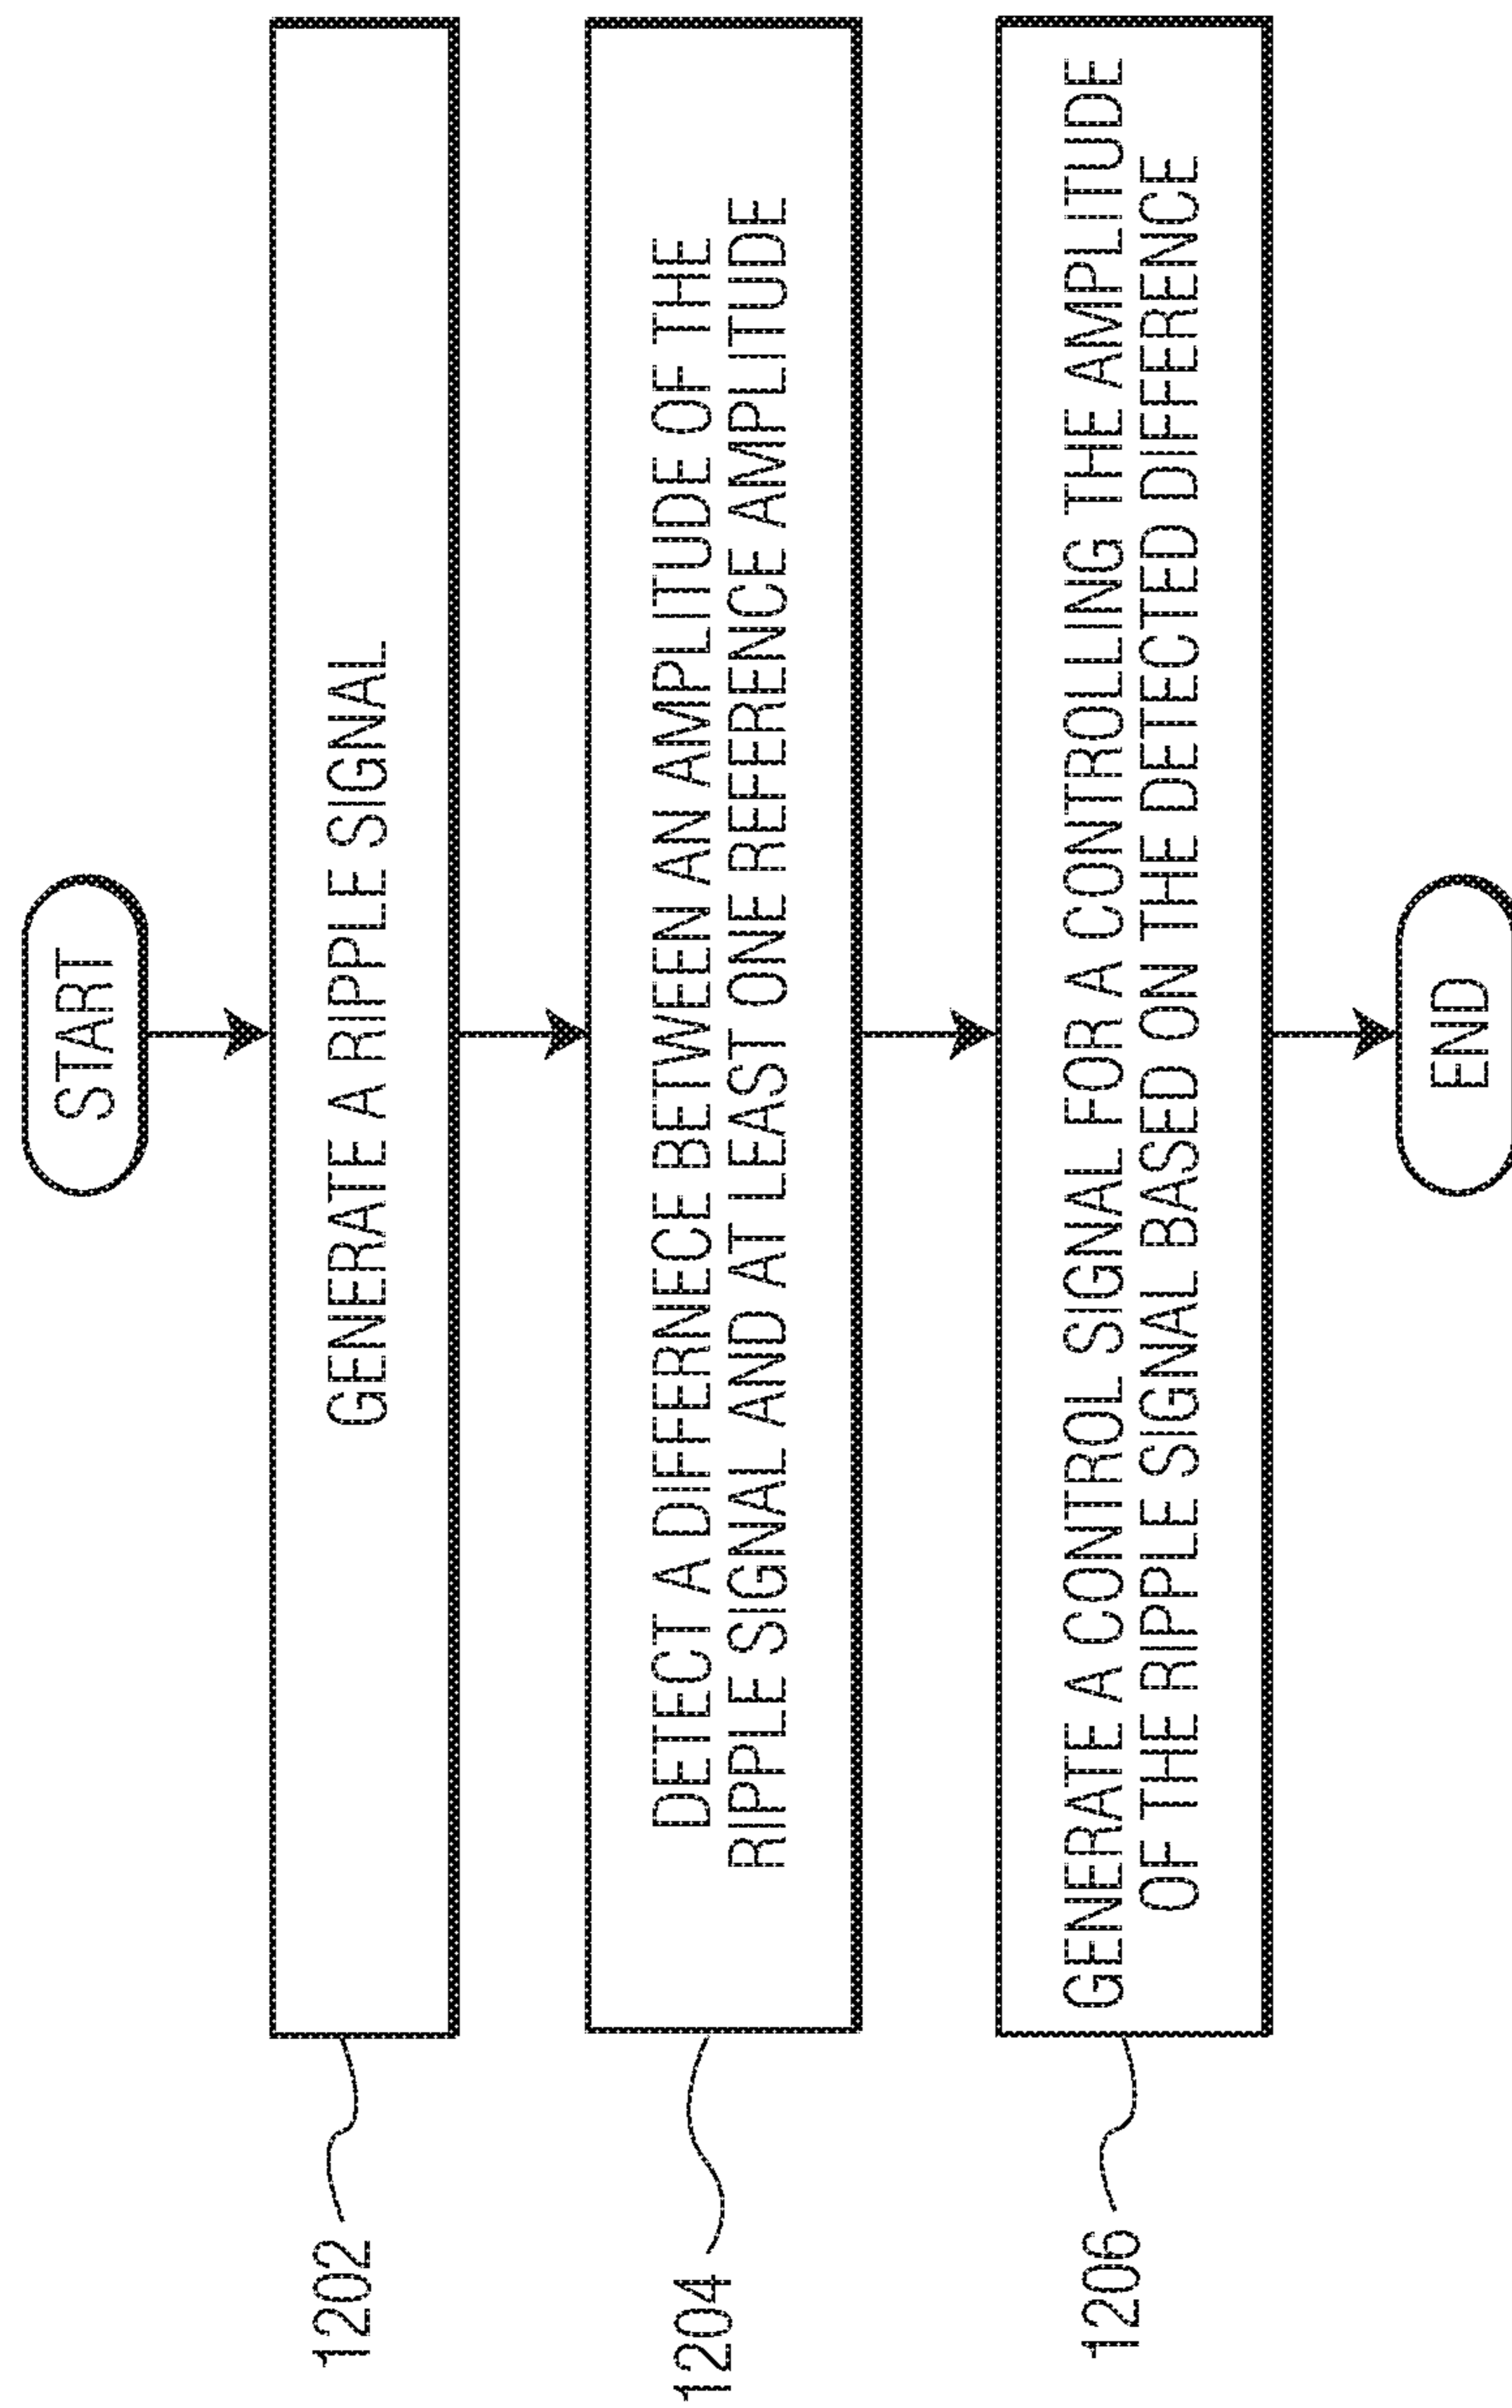 START
1202
GENERATE A RIPPLE SIGNAL
1204
DETECT A DIFFERNECE BETWEEN AN AMPLITUDE OF THE
RIPPLE SIGNAL AND AT LEAST ONE REFERENCE AMPLITUDE
1206
GENERATE A CONTROL SIGNAL FOR A CONTROLLING THE AMPLITUDE
OF THE RIPPLE SIGNAL BASED ON THE DETECTED DIFFERENCE
END